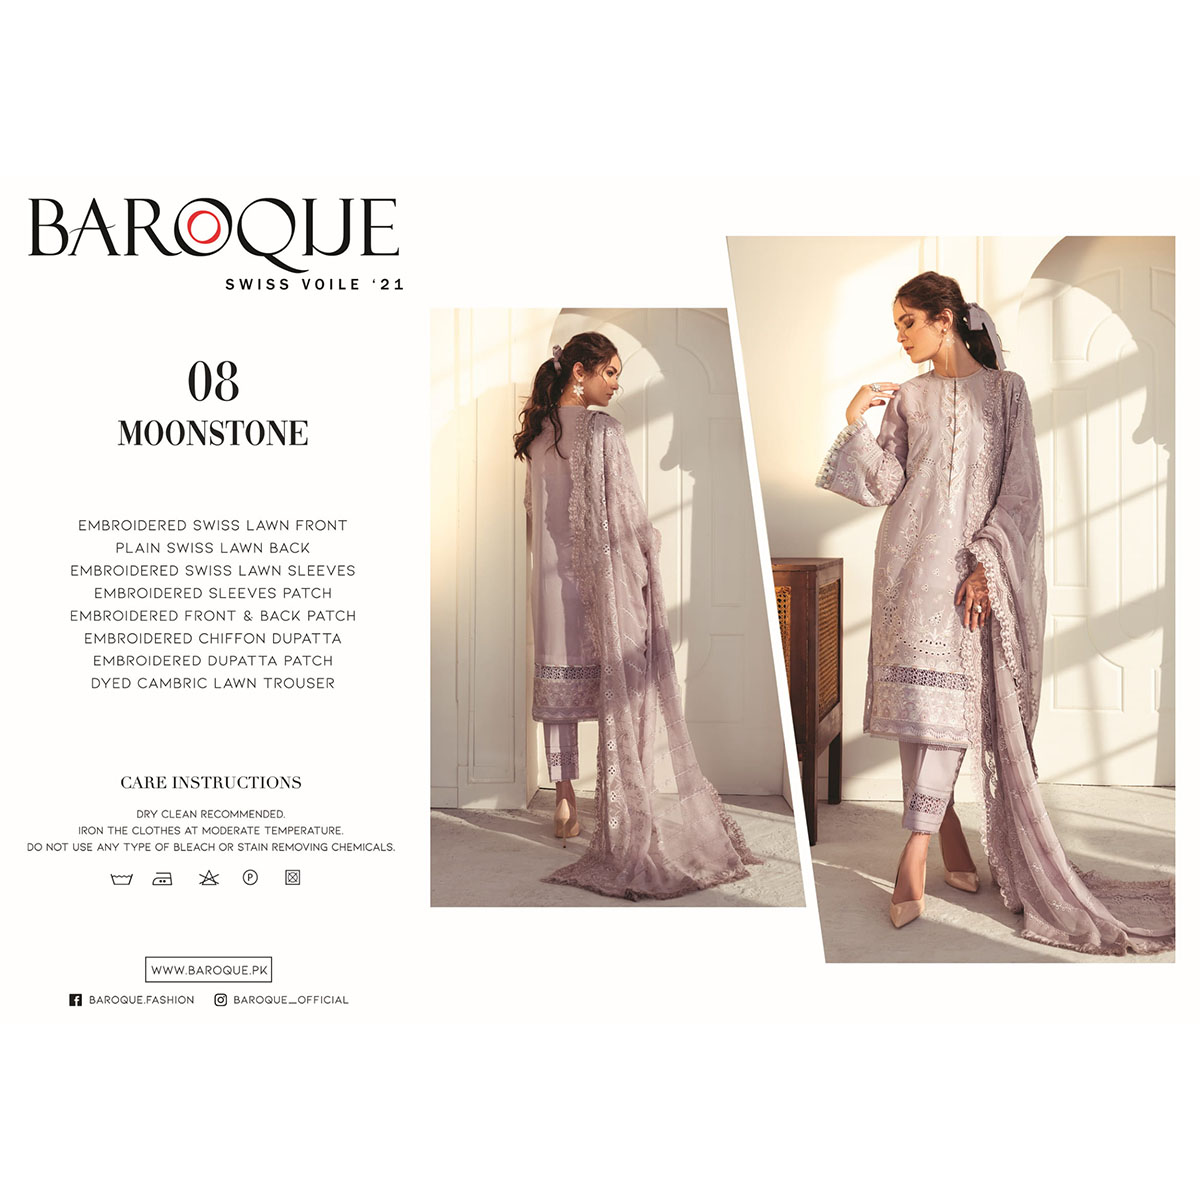 BAROQUE
SWISS VOILE ‘21
08
MOONSTONE
EMBROIDERED SWISS LAWN FRONT
PLAIN SWISS LAWN BACK
EMBROIDERED SWISS LAWN SLEEVES
EMBROIDERED SLEEVES PATCH
EMBROIDERED FRONT & BACK PATCH
EMBROIDERED CHIFFON DUPATTA
EMBROIDERED DUPATTA PATCH
DYED CAMBRIC LAWN TROUSER
CARE INSTRUCTIONS
DRY CLEAN RECOMMENDED.
IRON THE CLOTHES AT MODERATE TEMPERATURE.
DO NOT USE ANY TYPE OF BLEACH OR STAIN REMOVING CHEMICALS.
P
WWW.BAROQUE.PK
BAROQUE.FASHION BAROQUE_OFFICIAL